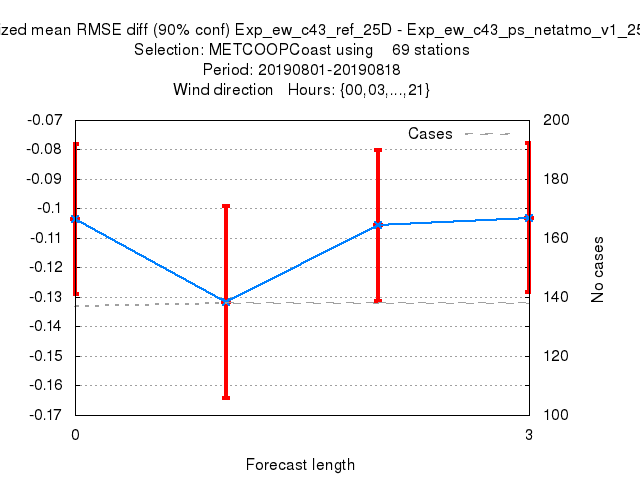 ized mean RMSE diff (90% conf) Exp_ew_c43_ref_25D - Exp_ew_c43_ps_netatmo_v1_25
Selection: METCOOPCoast using 69 stations
Period: 20190801-20190818
Wind direction Hours: {00,03,...,21}
-0.07
-0.08
-0.09
-0.1
-0.11
-0.12
-0.13
-0.14
-0.15
-0.16
-0.17
Cases
200
180
160
140
120
100
No cases
0
3
Forecast length